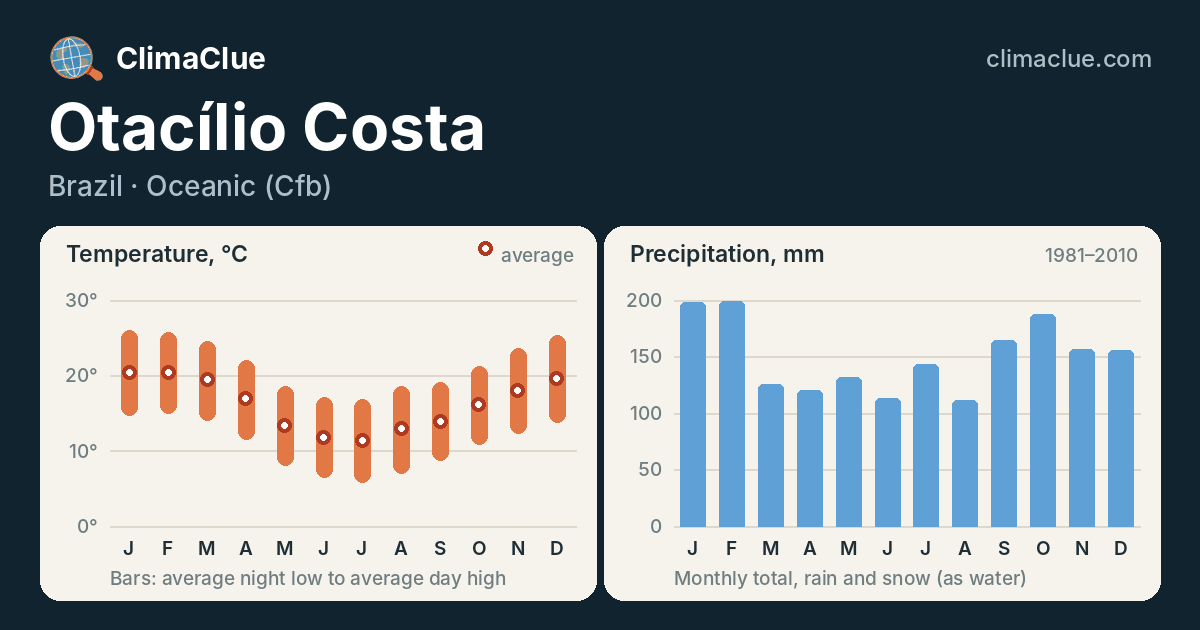 ClimaClue
climaclue.com
Otacílio Costa
Brazil · Oceanic (Cfb)
Temperature, °C
average
30°
20°
10°
0°
J F M A M J J A S O N D
Bars: average night low to average day high
Precipitation, mm
1981–2010
200
150
100
50
0
J F M A M J J A S O N D
Monthly total, rain and snow (as water)